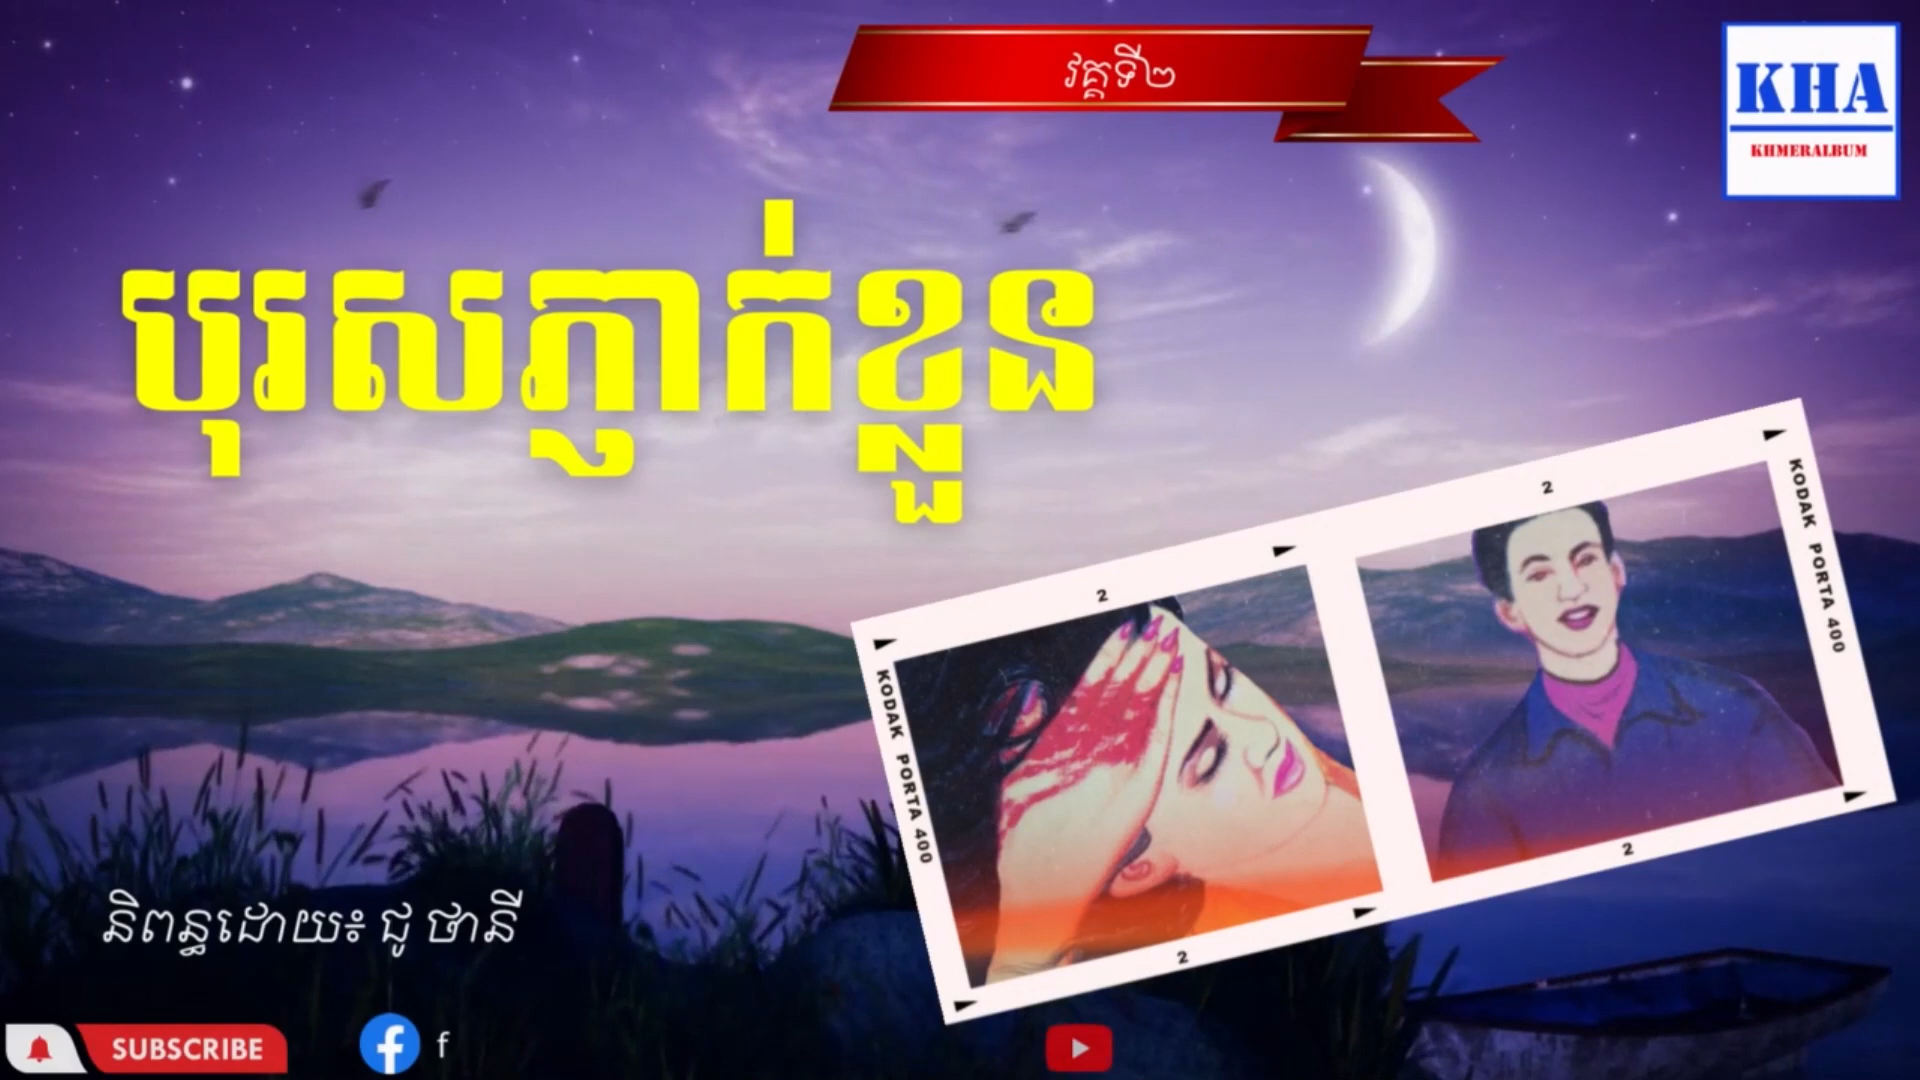 វគ្គទី២
KHA
KHMERALBUM
បុរសភ្ញាក់ខ្លួន
2
KODAK PORTA 400
2
KODAK PORTA 400
2
2
និពន្ធដោយ៖ ជូ ថានី
SUBSCRIBE
f